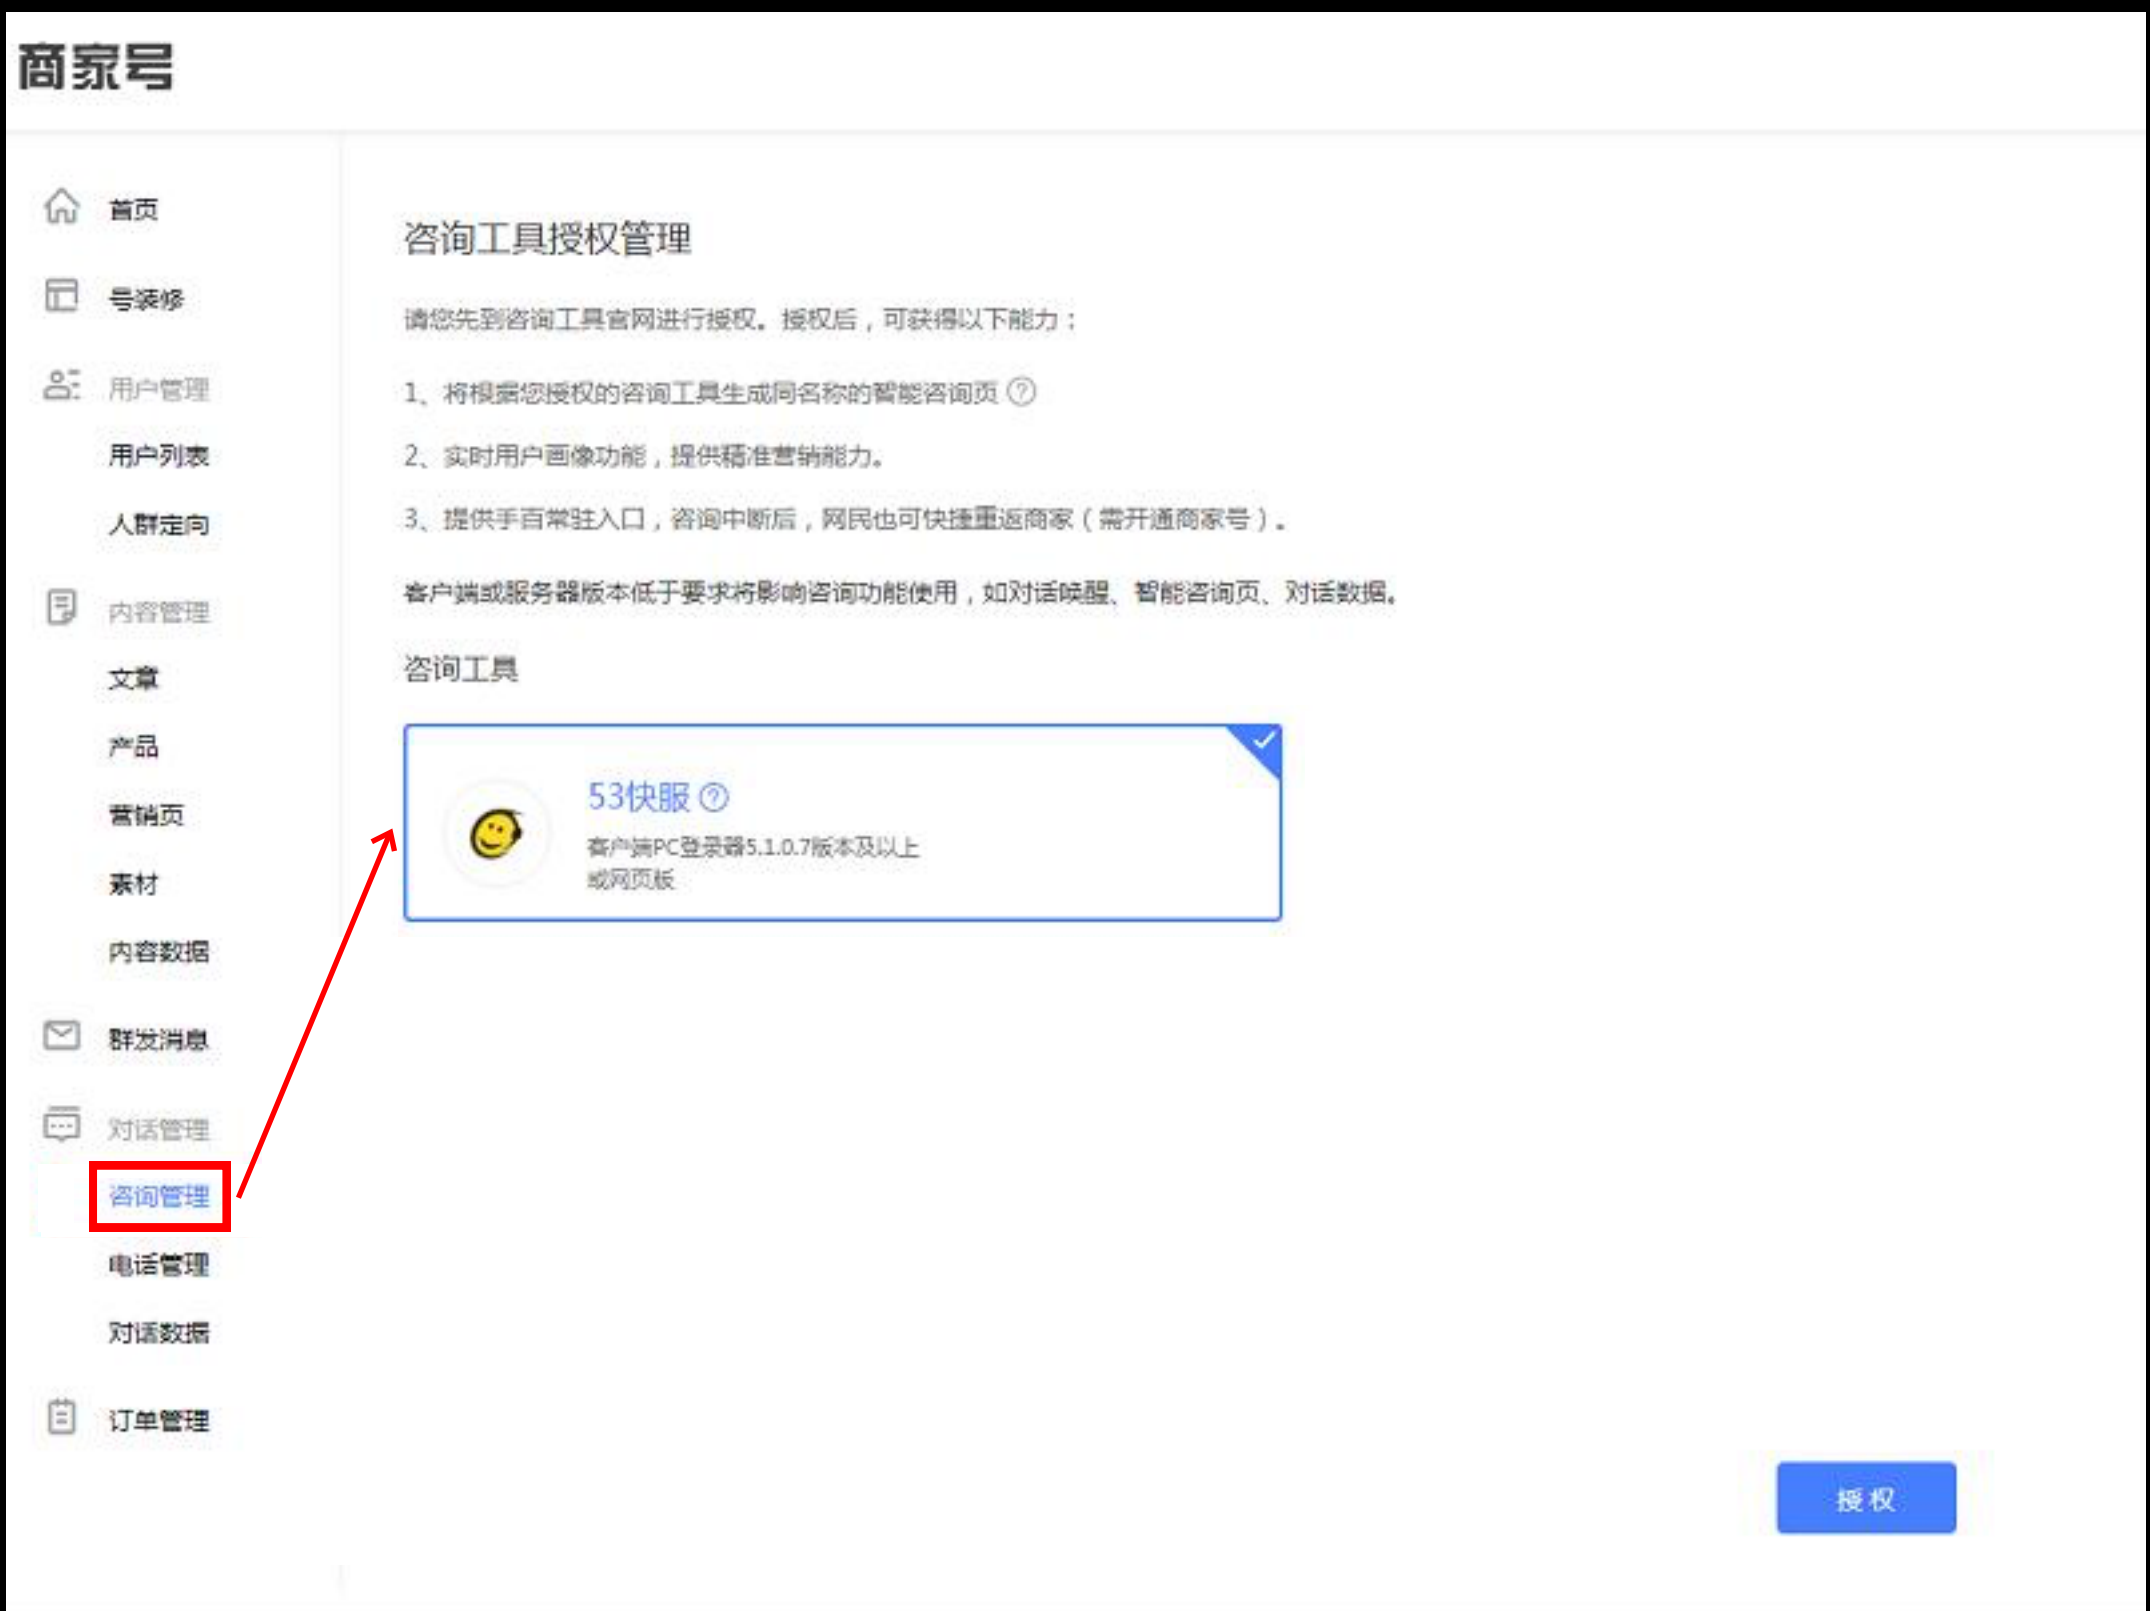 商家号
首页
号装修
用户管理
用户列表
人群定向
内容管理
文章
产品
营销页
素材
内容数据
群发消息
对话管理
咨询管理
电话管理
对话数据
订单管理
咨询工具授权管理
请您先到咨询工具官网进行授权。授权后，可获得以下能力：
1、将根据您授权的咨询工具生成同名称的智能咨询页
2、实时用户画像功能，提供精准营销能力。
3、提供手百常驻入口，咨询中断后，网民也可快捷重返商家（需开通商家号）。
客户端或服务器版本低于要求将影响咨询功能使用，如对话唤醒、智能咨询页、对话数据。
咨询工具
53快服
客户端PC登录器5.1.0.7版本及以上
或网页板
授权